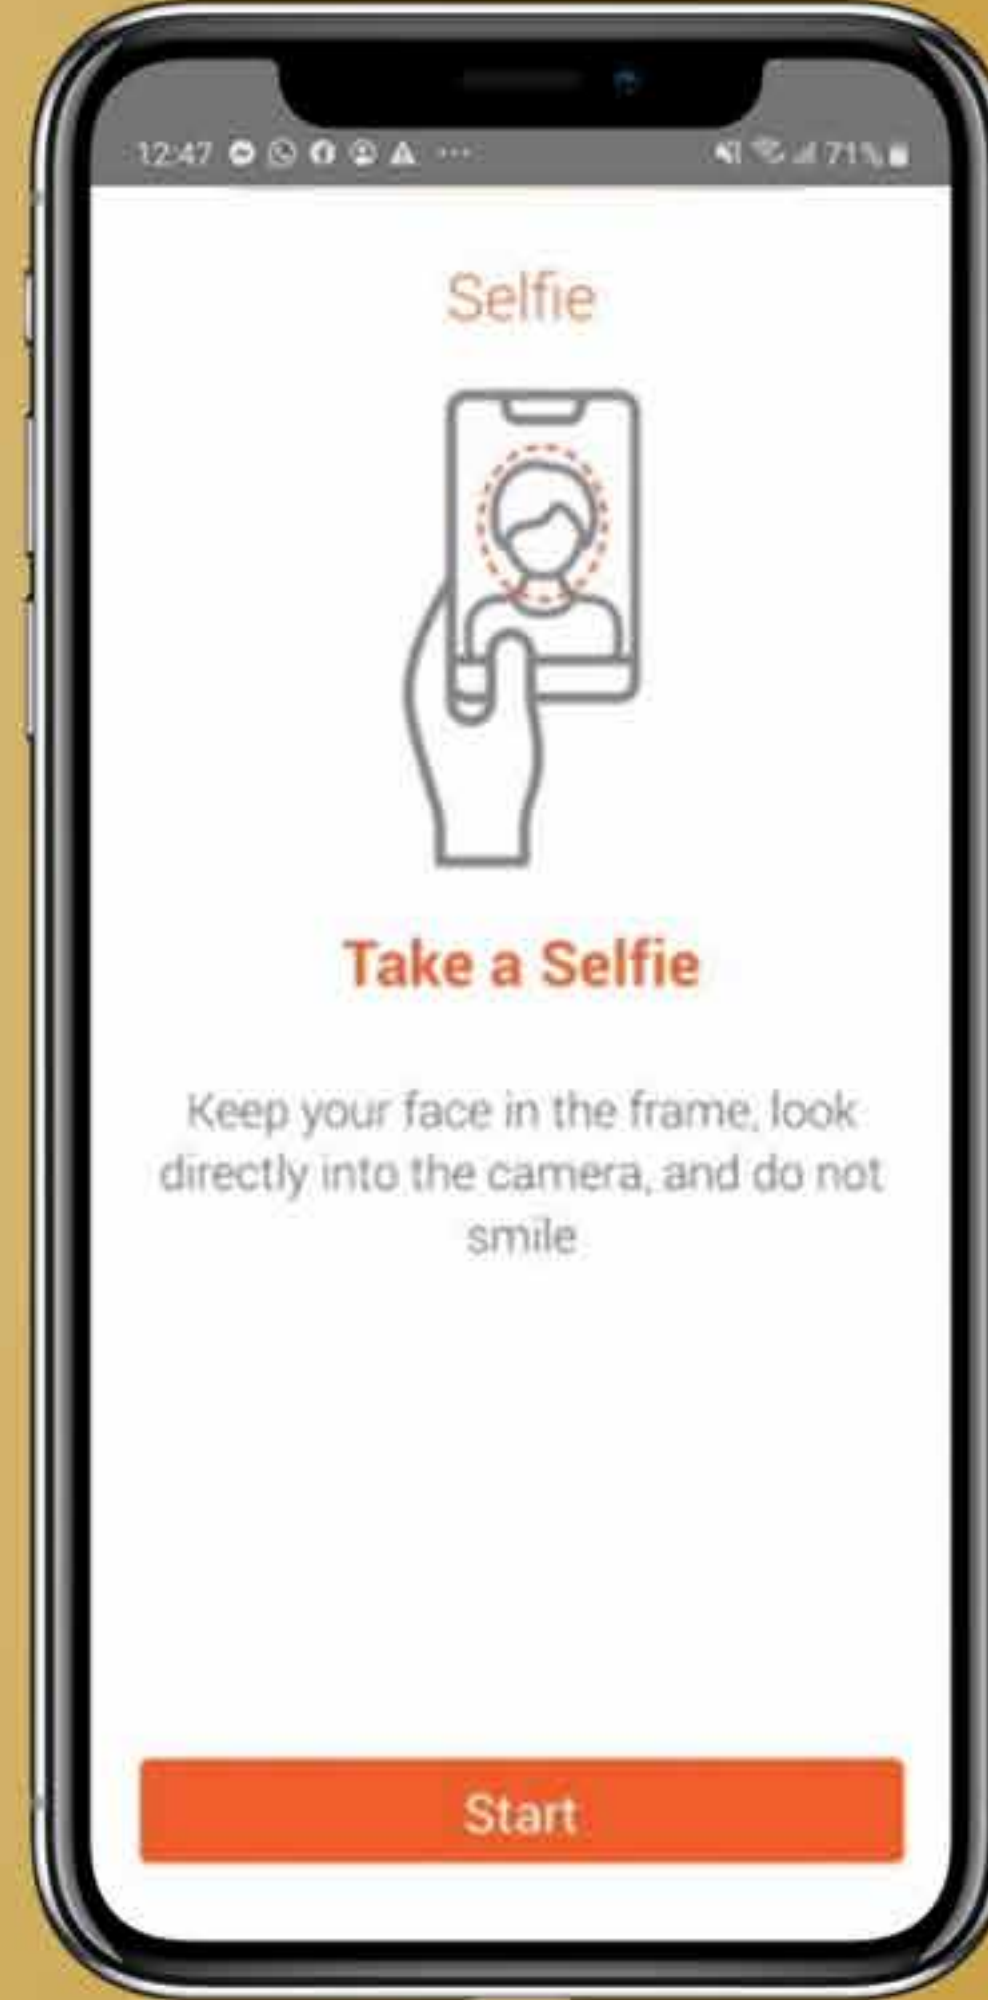 12:47 71%
Selfie
Take a Selfie
Keep your face in the frame, look
directly into the camera, and do not
smile
Start